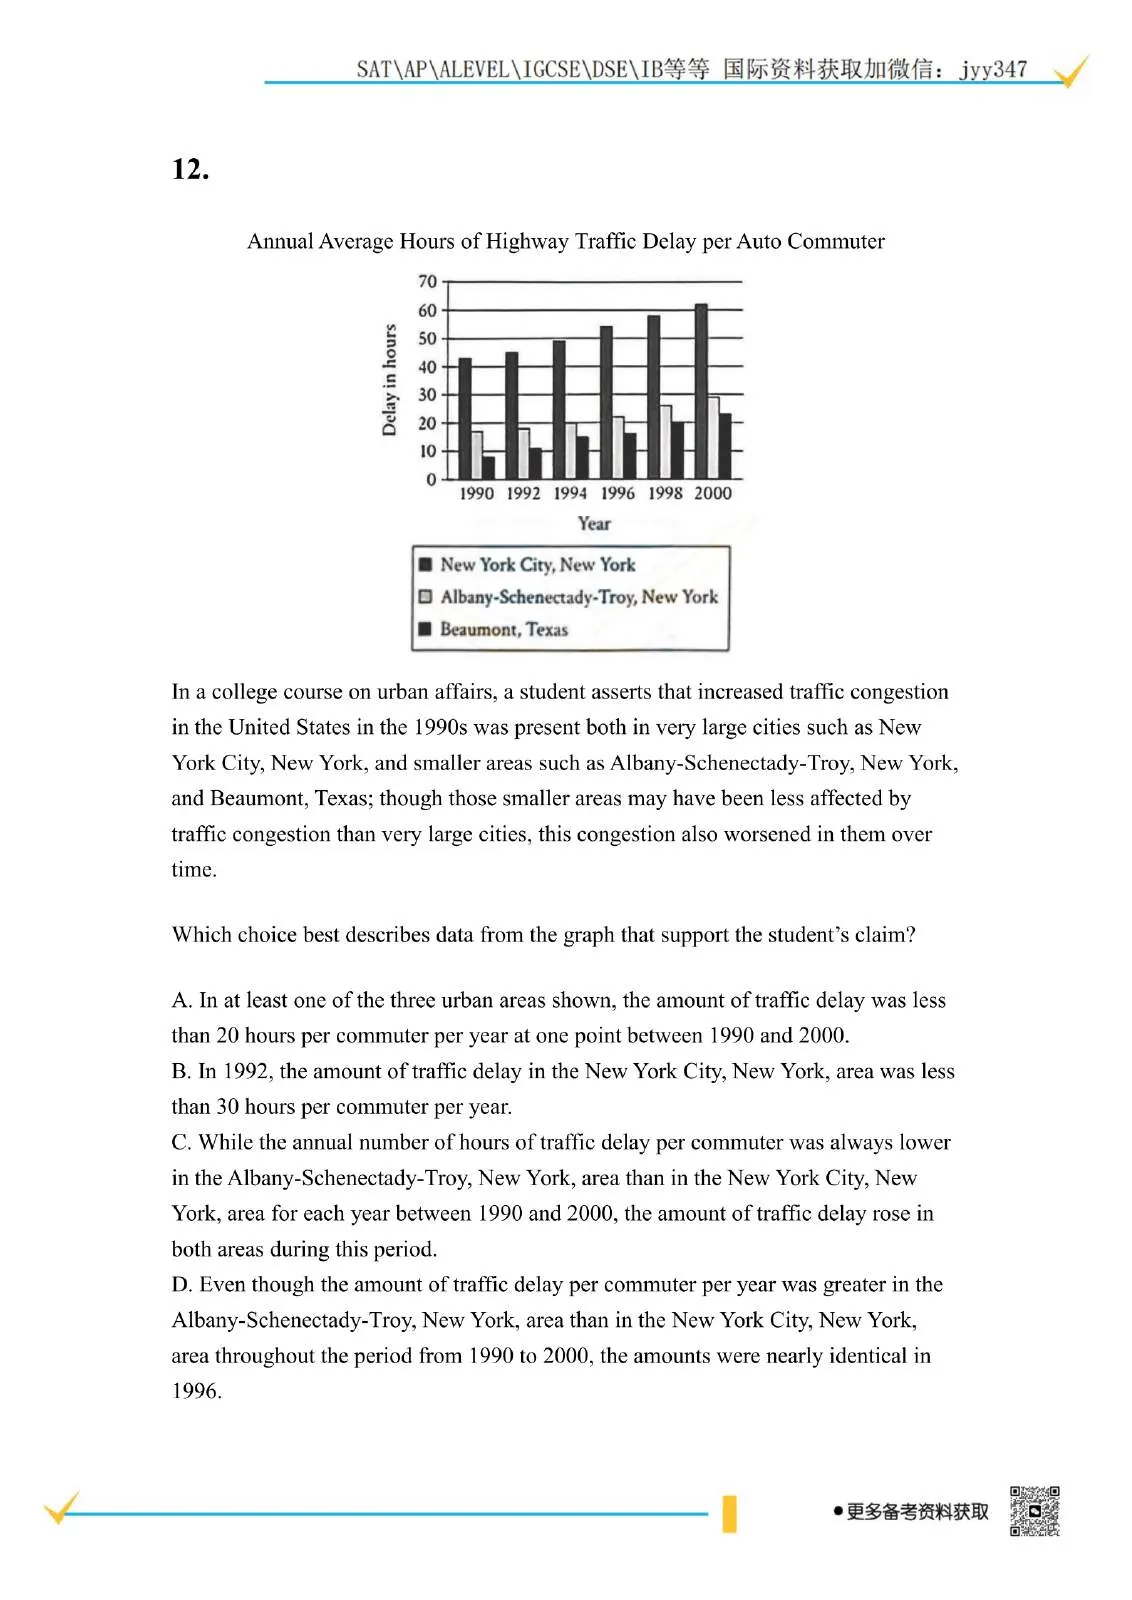 SAT\AP\ALEVEL\IGCSE\DSE\IB等等 国际资料获取加微信：jyy347
12.
Annual Average Hours of Highway Traffic Delay per Auto Commuter
70
60
50
40
30
20
10
0
Delay in hours
1990 1992 1994 1996 1998 2000
Year
New York City, New York
Albany-Schenectady-Troy, New York
Beaumont, Texas
In a college course on urban affairs, a student asserts that increased traffic congestion
in the United States in the 1990s was present both in very large cities such as New
York City, New York, and smaller areas such as Albany-Schenectady-Troy, New York,
and Beaumont, Texas; though those smaller areas may have been less affected by
traffic congestion than very large cities, this congestion also worsened in them over
time.
Which choice best describes data from the graph that support the student’s claim?
A. In at least one of the three urban areas shown, the amount of traffic delay was less
than 20 hours per commuter per year at one point between 1990 and 2000.
B. In 1992, the amount of traffic delay in the New York City, New York, area was less
than 30 hours per commuter per year.
C. While the annual number of hours of traffic delay per commuter was always lower
in the Albany-Schenectady-Troy, New York, area than in the New York City, New
York, area for each year between 1990 and 2000, the amount of traffic delay rose in
both areas during this period.
D. Even though the amount of traffic delay per commuter per year was greater in the
Albany-Schenectady-Troy, New York, area than in the New York City, New York,
area throughout the period from 1990 to 2000, the amounts were nearly identical in
1996.
●更多备考资料获取